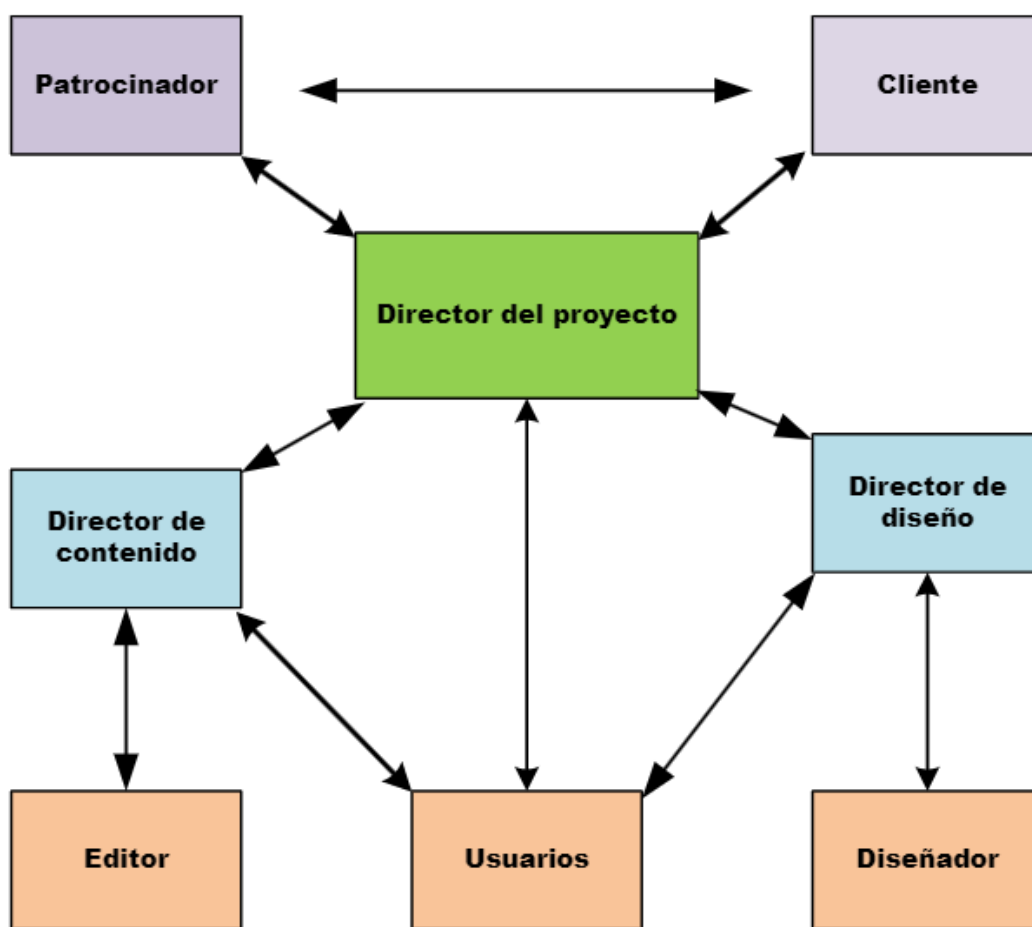 Patrocinador
Cliente
Director del proyecto
Director de
contenido
Director de
diseño
Editor
Usuarios
Diseñador